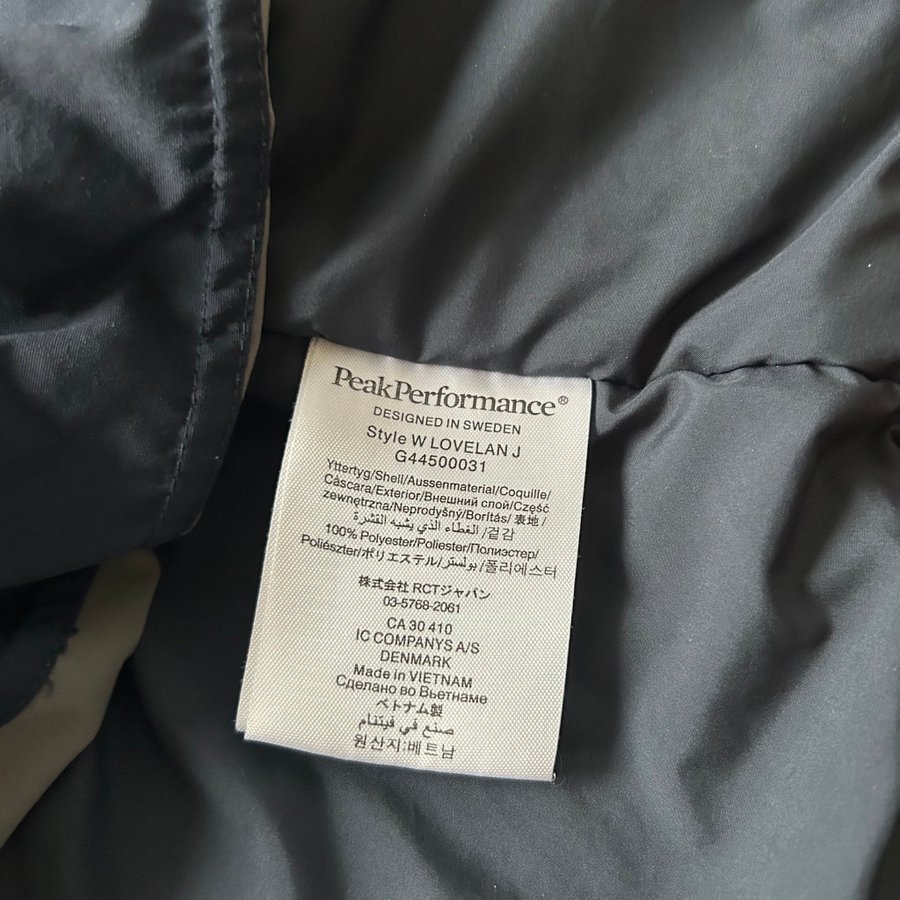 PeakPerformance®
DESIGNED IN SWEDEN
Style W LOVELAN J
G44500031
Yttertyg/Shell/Aussenmaterial/Coquille/
Càscara/Exterior/Внешний слой/Część
zewnętrzna/Neprodyšný/Borítás/ 表地 /
الغطاء الذي يشبه القشرة /겉감
100% Polyester/Poliester/Полиэстер/
Poliészter/ポリエステル/بولستر/폴리에스터
株式会社 RCTジャパン
03-5768-2061
CA 30 410
IC COMPANYS A/S
DENMARK
Made in VIETNAM
Сделано во Вьетнаме
ベトナム製
صنع في فيتنام
원산지:베트남